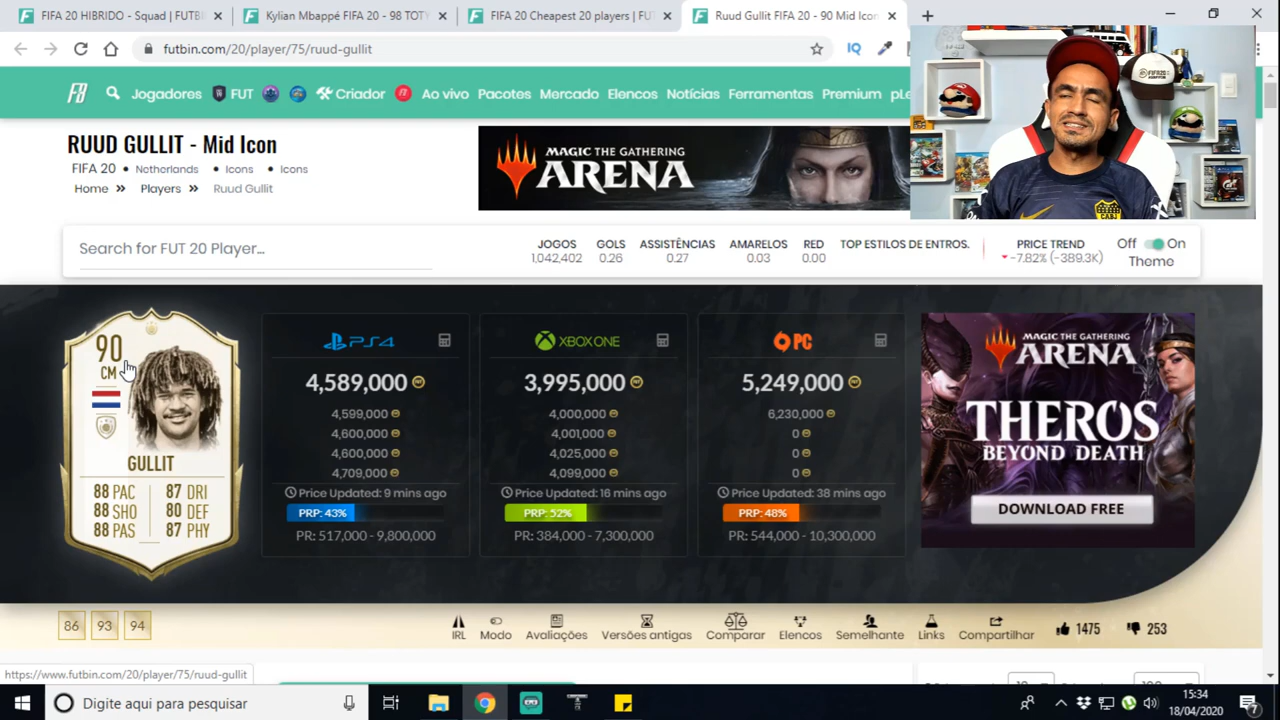 FIFA 20 HIBRIDO - Squad | FUTBI
Kylian Mbappé FIFA 20 - 98 TOTY
FIFA 20 Cheapest 20 players | FU
Ruud Gullit FIFA 20 - 90 Mid Icon
futbin.com/20/player/75/ruud-gullit
IQ
F8 Jogadores FUT Criador Ao vivo Pacotes Mercado Elencos Notícias Ferramentas Premium pLe
RUUD GULLIT - Mid Icon
FIFA 20 • Netherlands • Icons • Icons
Home » Players » Ruud Gullit
MAGIC THE GATHERING
ARENA
Search for FUT 20 Player...
JOGOS GOLS ASSISTÊNCIAS AMARELOS RED TOP ESTILOS DE ENTROS. PRICE TREND Off On
1,042,402 0.26 0.27 0.03 0.00 -7.82% (-389.3K) Theme
90
CM
GULLIT
88 PAC 87 DRI
88 SHO 80 DEF
88 PAS 87 PHY
PS4
4,589,000
4,599,000
4,600,000
4,600,000
4,709,000
Price Updated: 9 mins ago
PRP: 43%
PR: 517,000 - 9,800,000
XBOX ONE
3,995,000
4,000,000
4,001,000
4,025,000
4,099,000
Price Updated: 16 mins ago
PRP: 52%
PR: 384,000 - 7,300,000
PC
5,249,000
6,230,000
0
0
0
Price Updated: 38 mins ago
PRP: 48%
PR: 544,000 - 10,300,000
MAGIC THE GATHERING
ARENA
THEROS
BEYOND DEATH
DOWNLOAD FREE
86 93 94
IRL Modo Avaliações Versões antigas Comparar Elencos Semelhante Links Compartilhar 1475 253
https://www.futbin.com/20/player/75/ruud-gullit
Digite aqui para pesquisar
15:34
18/04/2020
7